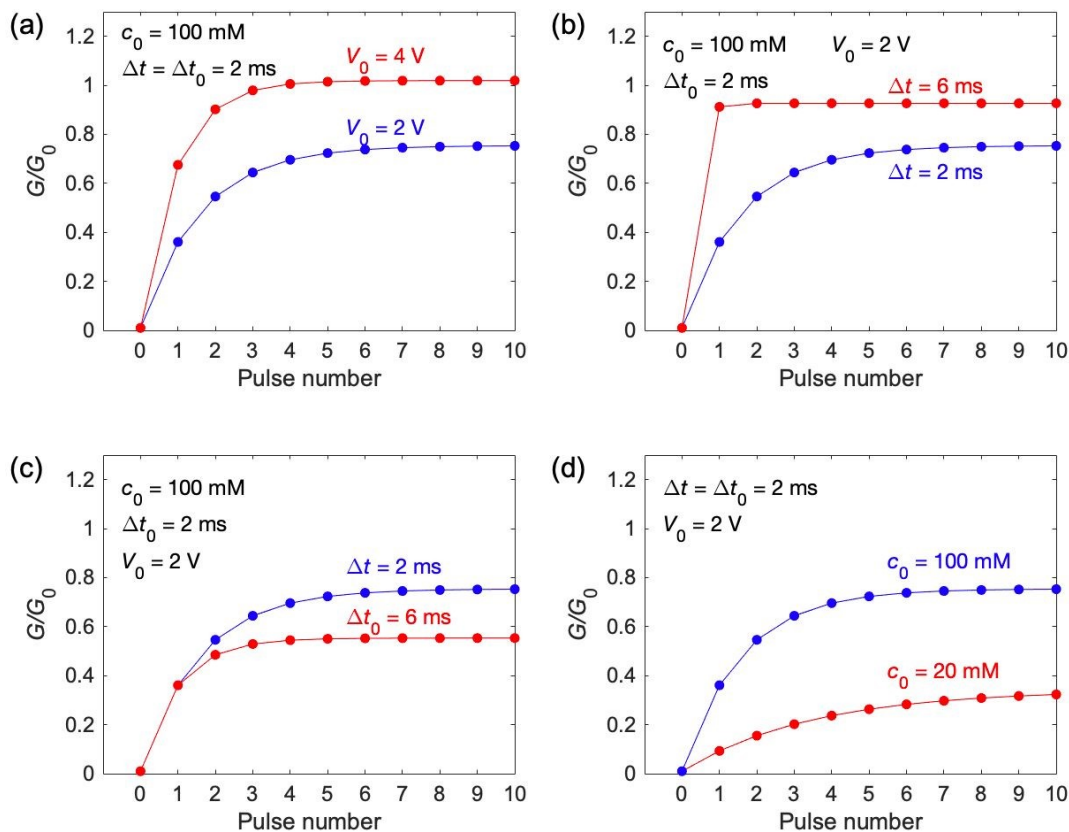 (a)
c₀ = 100 mM
Δt = Δt₀ = 2 ms
V₀ = 4 V
V₀ = 2 V
G/G₀
0 0.2 0.4 0.6 0.8 1 1.2
0 1 2 3 4 5 6 7 8 9 10
Pulse number
(b)
c₀ = 100 mM V₀ = 2 V
Δt₀ = 2 ms
Δt = 6 ms
Δt = 2 ms
G/G₀
0 0.2 0.4 0.6 0.8 1 1.2
0 1 2 3 4 5 6 7 8 9 10
Pulse number
(c)
c₀ = 100 mM
Δt₀ = 2 ms
V₀ = 2 V
Δt = 2 ms
Δt₀ = 6 ms
G/G₀
0 0.2 0.4 0.6 0.8 1 1.2
0 1 2 3 4 5 6 7 8 9 10
Pulse number
(d)
Δt = Δt₀ = 2 ms
V₀ = 2 V
c₀ = 100 mM
c₀ = 20 mM
G/G₀
0 0.2 0.4 0.6 0.8 1 1.2
0 1 2 3 4 5 6 7 8 9 10
Pulse number